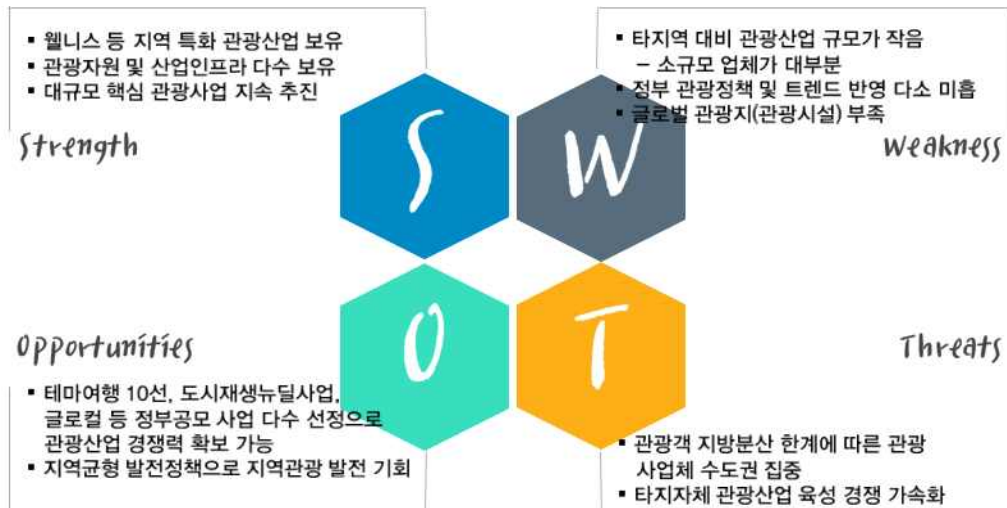 ▪ 웰니스 등 지역 특화 관광산업 보유
▪ 관광자원 및 산업인프라 다수 보유
▪ 대규모 핵심 관광사업 지속 추진
Strength
S
▪ 타지역 대비 관광산업 규모가 작음
– 소규모 업체가 대부분
▪ 정부 관광정책 및 트렌드 반영 다소 미흡
▪ 글로벌 관광지(관광시설) 부족
Weakness
W
Opportunities
O
▪ 테마여행 10선, 도시재생뉴딜사업,
글로컬 등 정부공모 사업 다수 선정으로
관광산업 경쟁력 확보 가능
▪ 지역균형 발전정책으로 지역관광 발전 기회
Threats
T
▪ 관광객 지방분산 한계에 따른 관광
사업체 수도권 집중
▪ 타지자체 관광산업 육성 경쟁 가속화